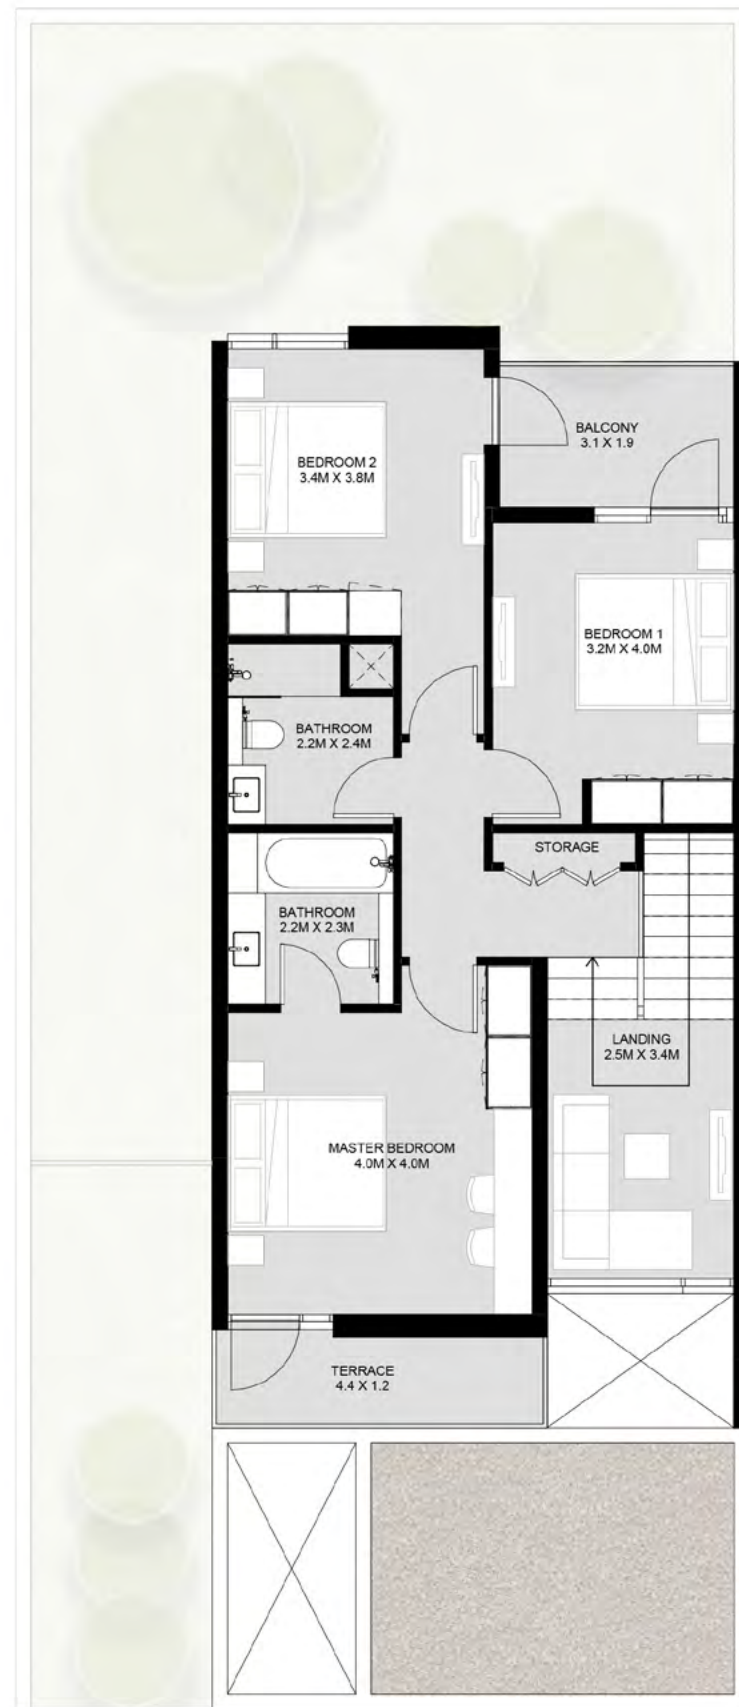 BALCONY
3.1 X 1.9
BEDROOM 2
3.4M X 3.8M
BEDROOM 1
3.2M X 4.0M
BATHROOM
2.2M X 2.4M
STORAGE
BATHROOM
2.2M X 2.3M
LANDING
2.5M X 3.4M
MASTER BEDROOM
4.0M X 4.0M
TERRACE
4.4 X 1.2